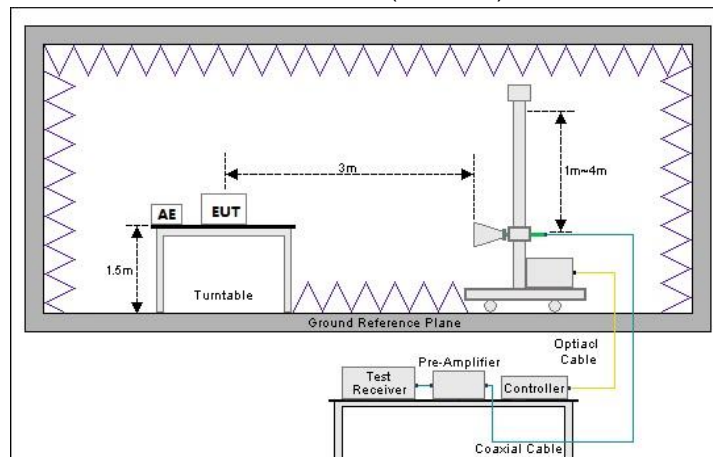 3m
1m~4m
AE
EUT
1.5m
Turntable
Ground Reference Plane
Optiacl
Cable
Pre-Amplifier
Test
Receiver
Controller
Coaxial Cable